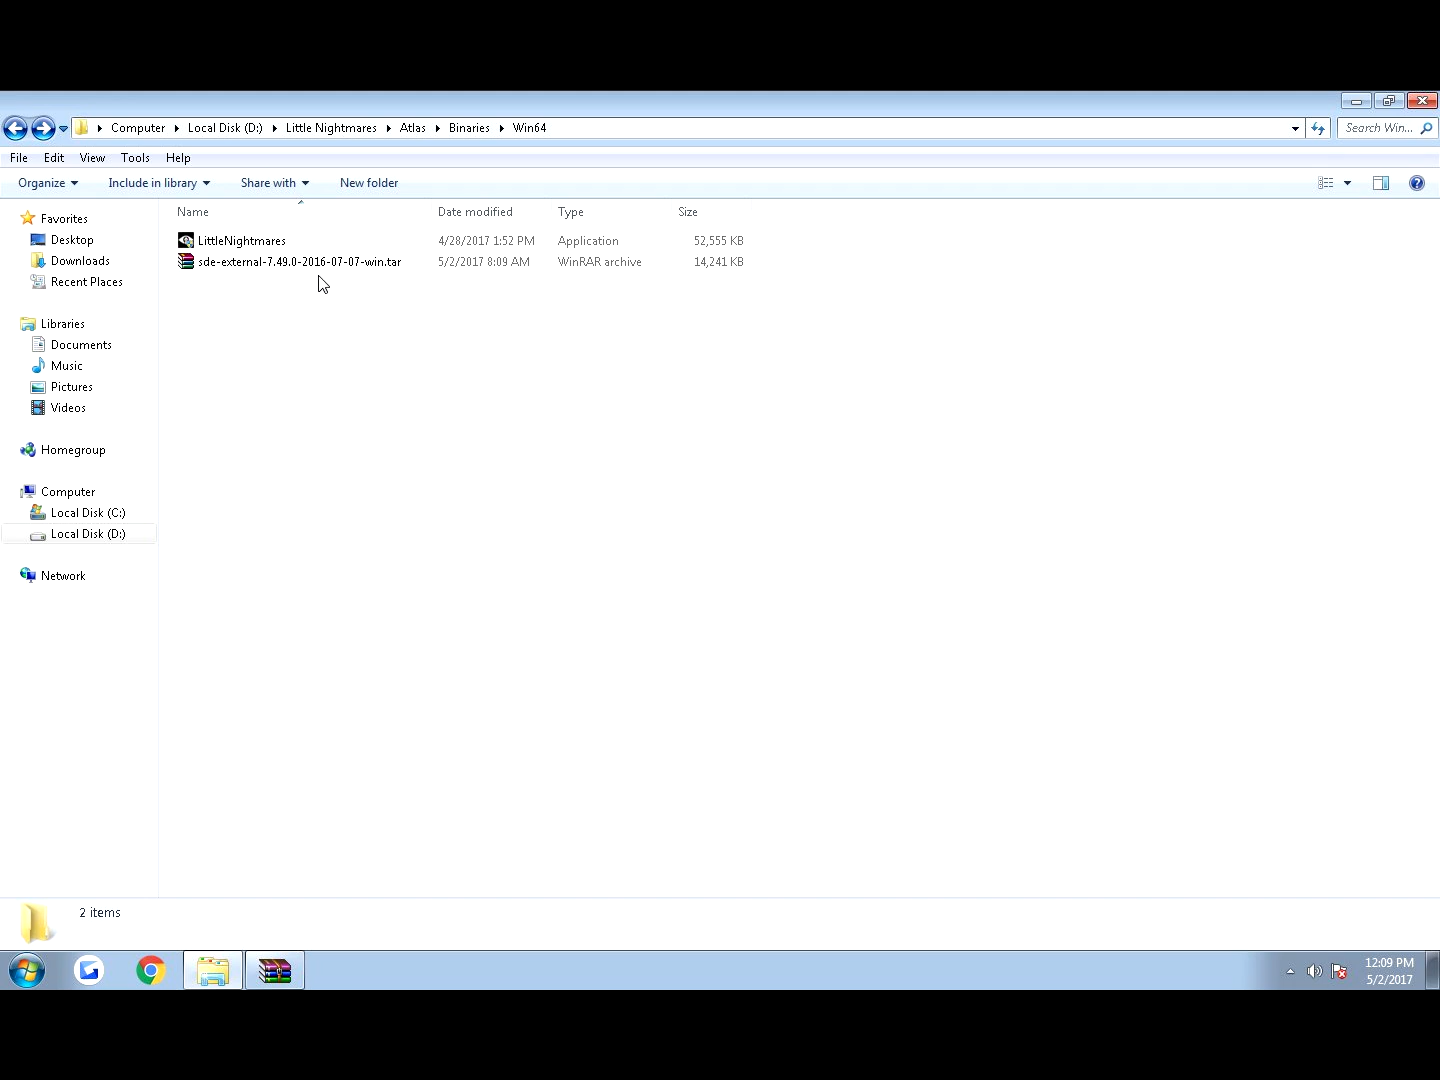 Computer Local Disk (D:) Little Nightmares Atlas Binaries Win64 Search Win...
File Edit View Tools Help
Organize Include in library Share with New folder
Name Date modified Type Size
Favorites
Desktop
Downloads
Recent Places
Libraries
Documents
Music
Pictures
Videos
Homegroup
Computer
Local Disk (C:)
Local Disk (D:)
Network
LittleNightmares 4/28/2017 1:52 PM Application 52,555 KB
sde-external-7.49.0-2016-07-07-win.tar 5/2/2017 8:09 AM WinRAR archive 14,241 KB
2 items
12:09 PM
5/2/2017